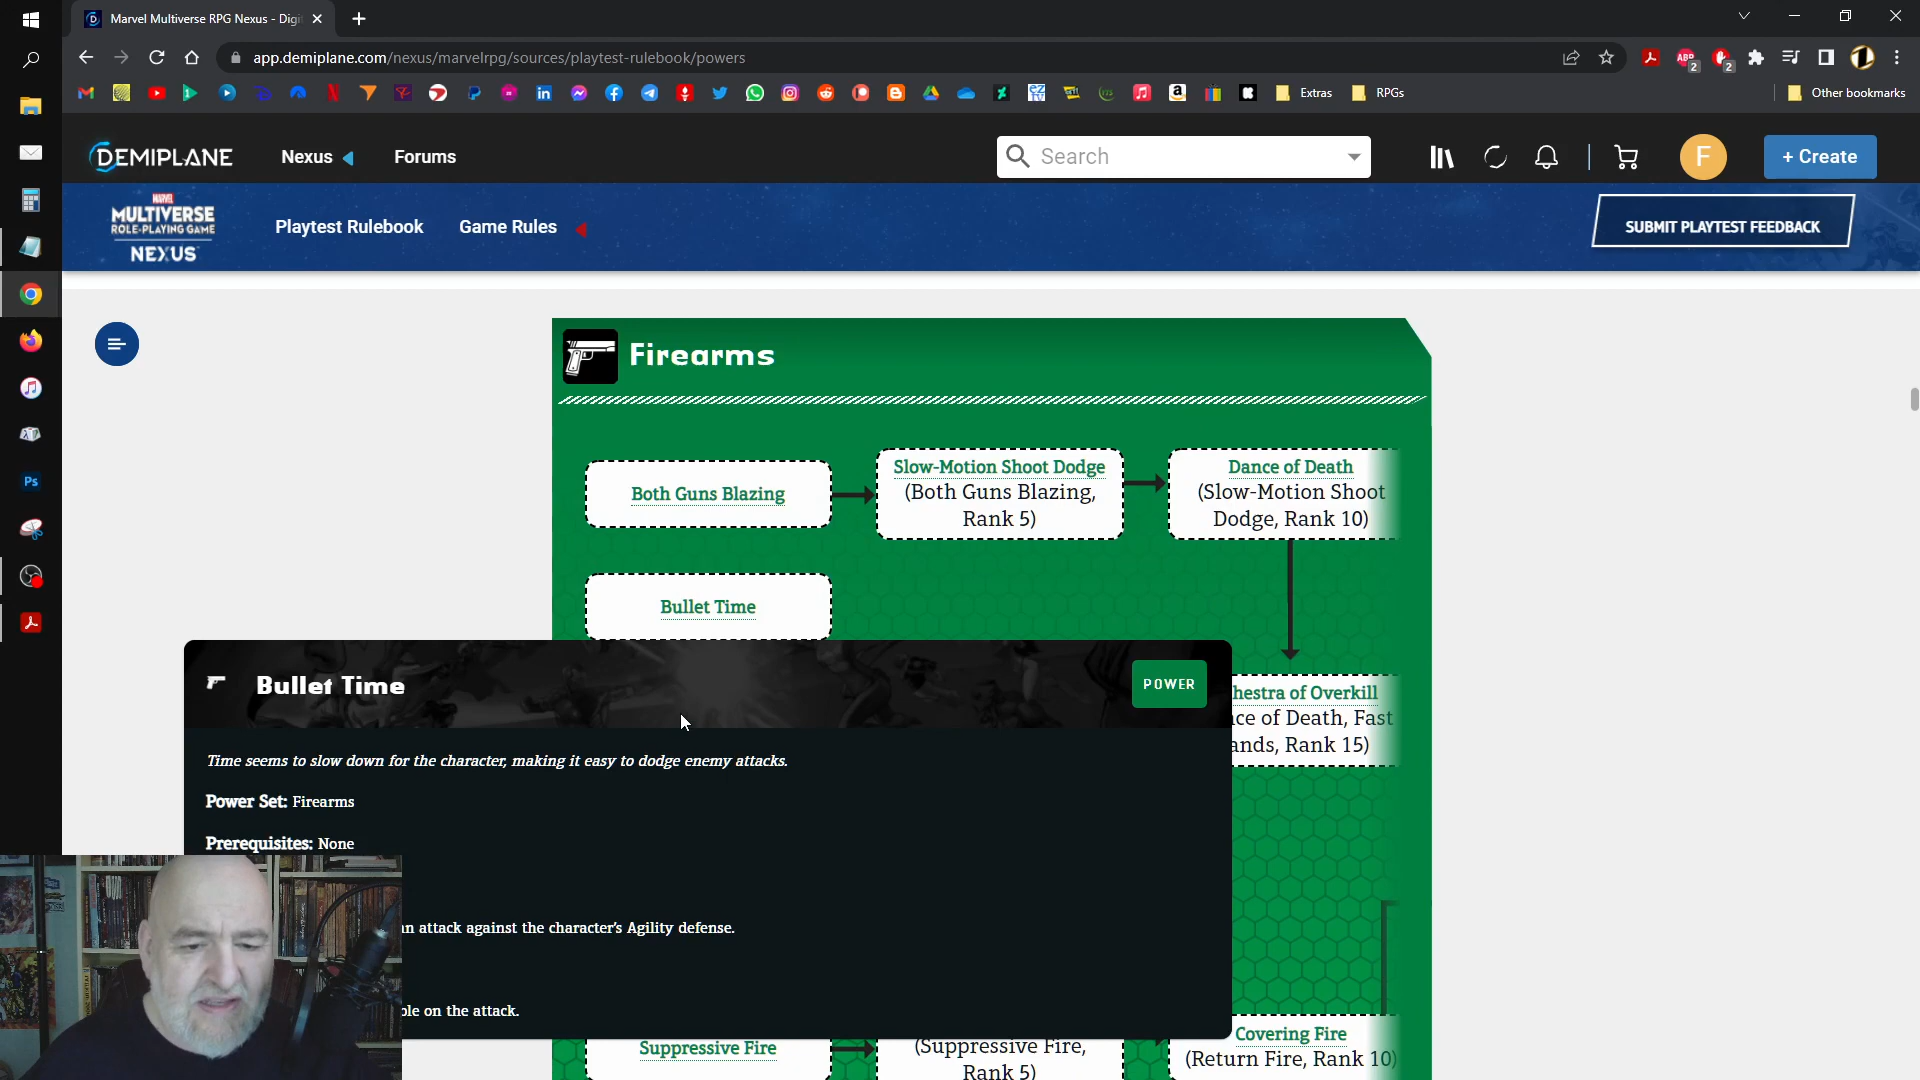 Marvel Multiverse RPG Nexus - Digi
app.demiplane.com/nexus/marvelrpg/sources/playtest-rulebook/powers
Extras
RPGs
Other bookmarks
DEMIPLANE
Nexus
Forums
Search
F
+ Create
MARVEL
MULTIVERSE
ROLE-PLAYING GAME
NEXUS
Playtest Rulebook
Game Rules
SUBMIT PLAYTEST FEEDBACK
Firearms
Both Guns Blazing
Slow-Motion Shoot Dodge
(Both Guns Blazing,
Rank 5)
Dance of Death
(Slow-Motion Shoot
Dodge, Rank 10)
Bullet Time
hestra of Overkill
ce of Death, Fast
ands, Rank 15)
Bullet Time
POWER
Time seems to slow down for the character, making it easy to dodge enemy attacks.
Power Set: Firearms
Prerequisites: None
n attack against the character's Agility defense.
ble on the attack.
Suppressive Fire
(Suppressive Fire,
Rank 5)
Covering Fire
(Return Fire, Rank 10)
Ps
ABP
2
2